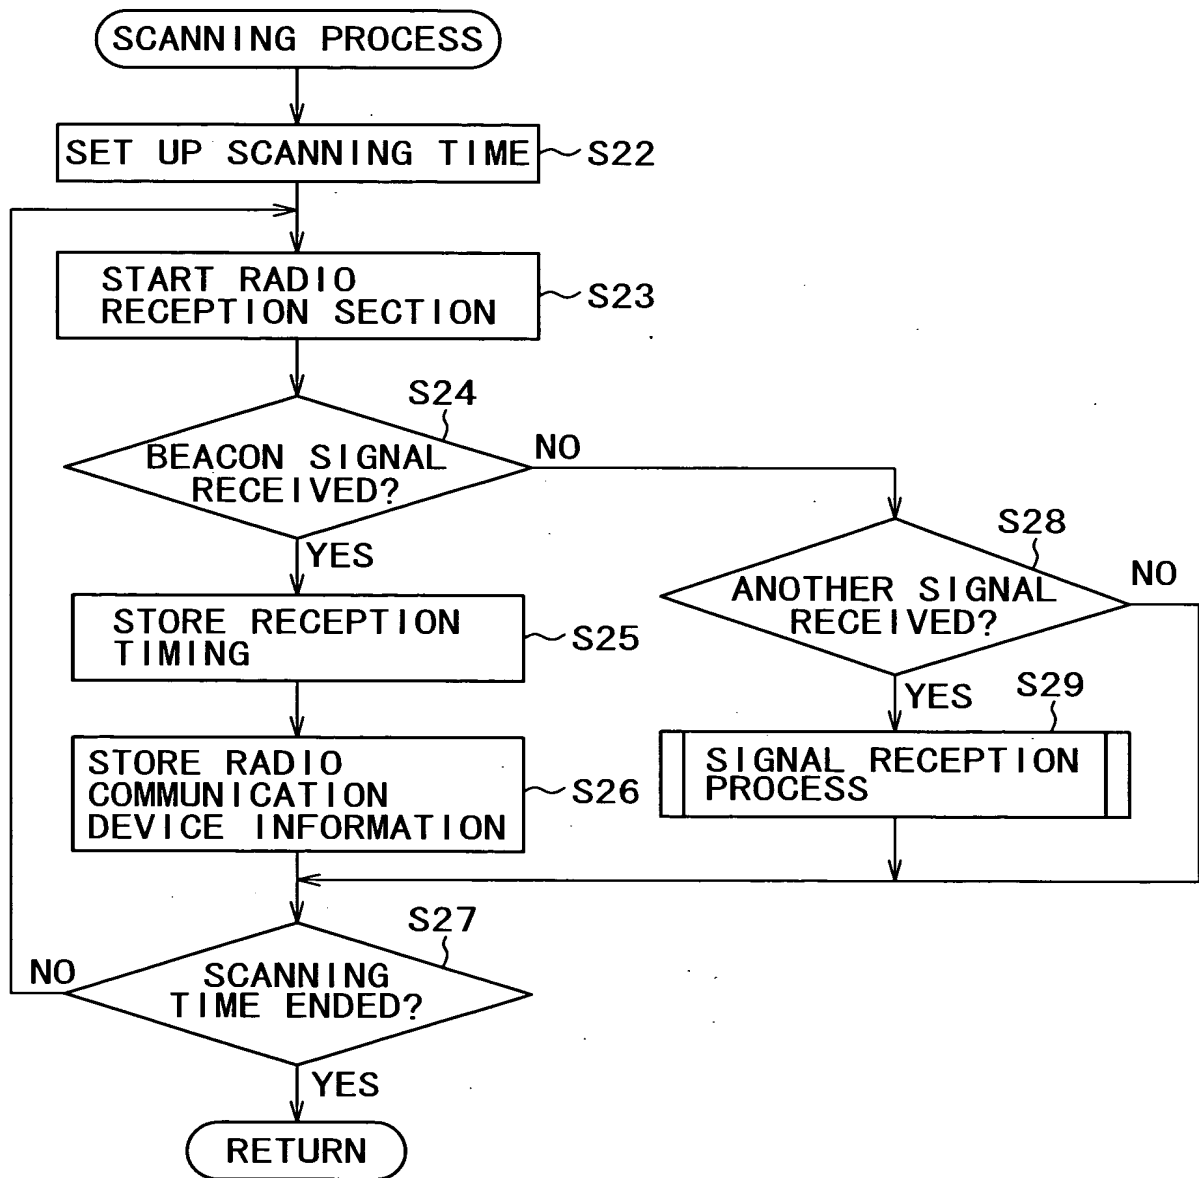 SCANNING PROCESS
SET UP SCANNING TIME
S22
START RADIO
RECEPTION SECTION
S23
S24
BEACON SIGNAL
RECEIVED?
NO
YES
S28
ANOTHER SIGNAL
RECEIVED?
NO
YES
STORE RECEPTION
TIMING
S25
S29
SIGNAL RECEPTION
PROCESS
STORE RADIO
COMMUNICATION
DEVICE INFORMATION
S26
S27
SCANNING
TIME ENDED?
NO
YES
RETURN